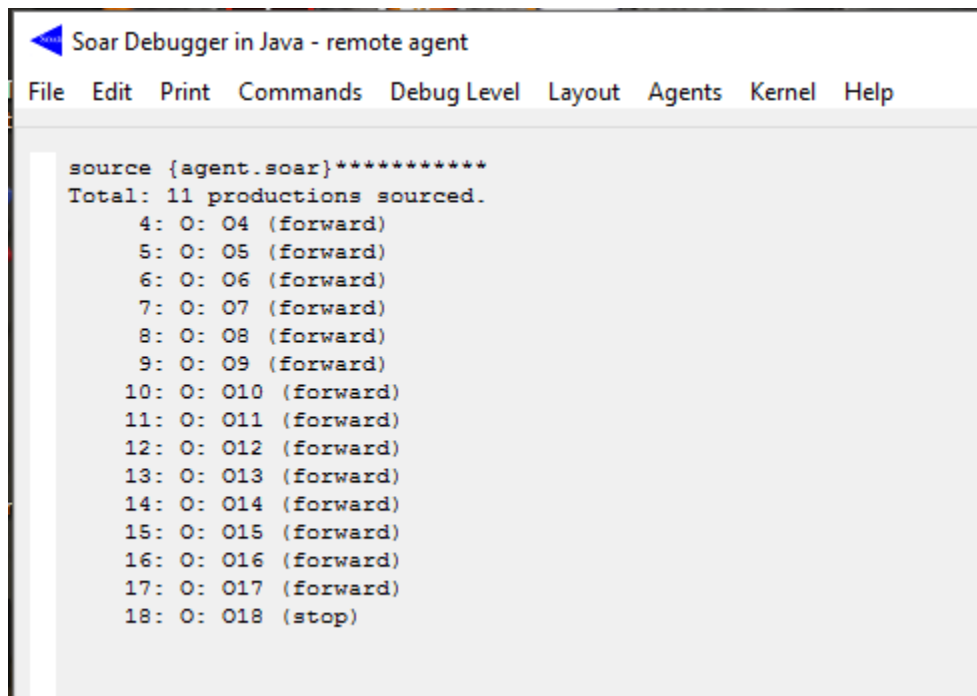 Soar Debugger in Java - remote agent
File Edit Print Commands Debug Level Layout Agents Kernel Help
source {agent.soar}***********
Total: 11 productions sourced.
4: O: O4 (forward)
5: O: O5 (forward)
6: O: O6 (forward)
7: O: O7 (forward)
8: O: O8 (forward)
9: O: O9 (forward)
10: O: O10 (forward)
11: O: O11 (forward)
12: O: O12 (forward)
13: O: O13 (forward)
14: O: O14 (forward)
15: O: O15 (forward)
16: O: O16 (forward)
17: O: O17 (forward)
18: O: O18 (stop)